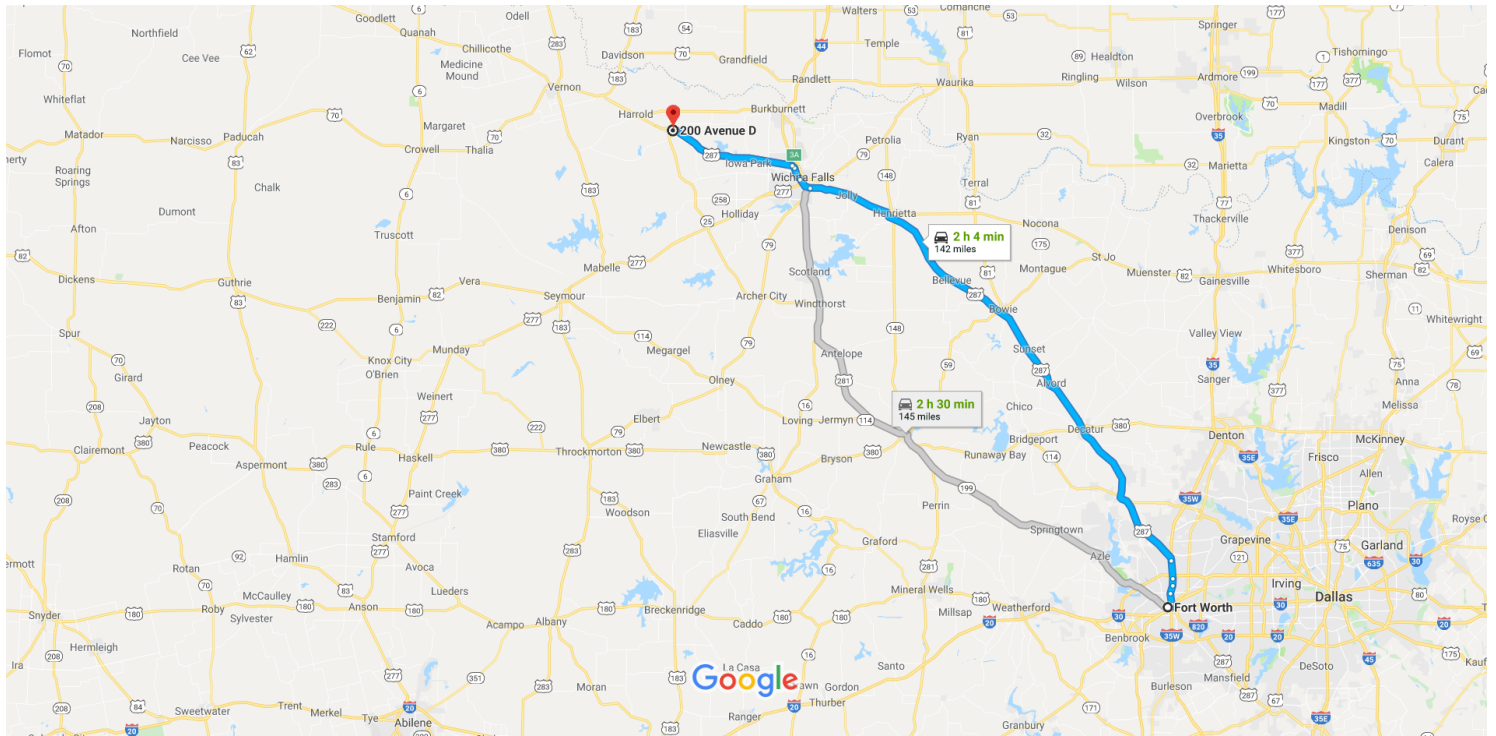 Goodlett
Odell
Walters
Comanche
Springer
Northfield
Quanah
Chillicothe
Davidson
Temple
Healdton
Tishomingo
Flomot
Cee Vee
Medicine
Mound
Grandfield
Randlett
Waurika
Ringling
Wilson
Ardmore
Whiteflat
Vernon
Harrold
Burkburnett
Madill
Matador
Narcisso
Paducah
Margaret
Crowell
Thalia
200 Avenue D
Petrolia
Ryan
Overbrook
Kingston
Durant
Calera
Roaring
Springs
Chalk
Iowa Park
3A
Wichita Falls
Jolly
Terral
Marietta
Dumont
Truscott
Holliday
Henrietta
Thackerville
Afton
Nocona
Denison
2 h 4 min
142 miles
Montague
St Jo
Muenster
Gainesville
Whitesboro
Sherman
Dickens
Guthrie
Benjamin
Vera
Mabelle
Seymour
Scotland
Archer City
Windthorst
Bellevue
Bowie
Whitewright
Spur
Girard
Knox City
O'Brien
Munday
Megargel
Antelope
Sunset
Valley View
Weinert
Olney
Alvord
Sanger
Anna
Melissa
Jayton
Elbert
Loving
Jermyn
2 h 30 min
145 miles
Chico
Decatur
Denton
McKinney
Clairemont
Peacock
Aspermont
Rule
Haskell
Throckmorton
Newcastle
Bryson
Bridgeport
Runaway Bay
Frisco
Allen
Paint Creek
Graham
Woodson
South Bend
Eliasville
Perrin
Plano
Springtown
Royse C
Stamford
Graford
Azle
Grapevine
Garland
Rotan
Hamlin
Avoca
Lueders
McCaulley
Mineral Wells
Irving
Dallas
Snyder
Roby
Sylvester
Anson
Acampo
Albany
Breckenridge
Caddo
Millsap
Weatherford
Fort Worth
Hermleigh
Benbrook
Ira
La Casa
Santo
DeSoto
Kauf
Google
Moran
Gordon
Burleson
Mansfield
Sweetwater
Trent
Merkel
Tye
Abilene
Ranger
Thurber
Granbury